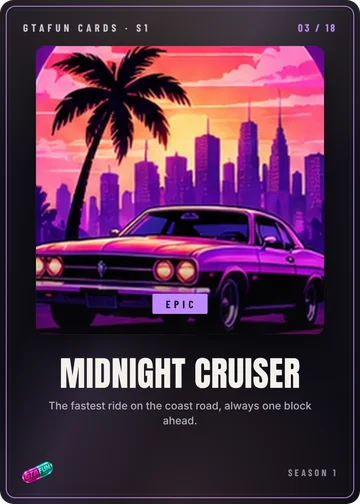 GTAFUN CARDS · S1
03 / 18
EPIC
MIDNIGHT CRUISER
The fastest ride on the coast road, always one block
ahead.
GTAFUN
SEASON 1